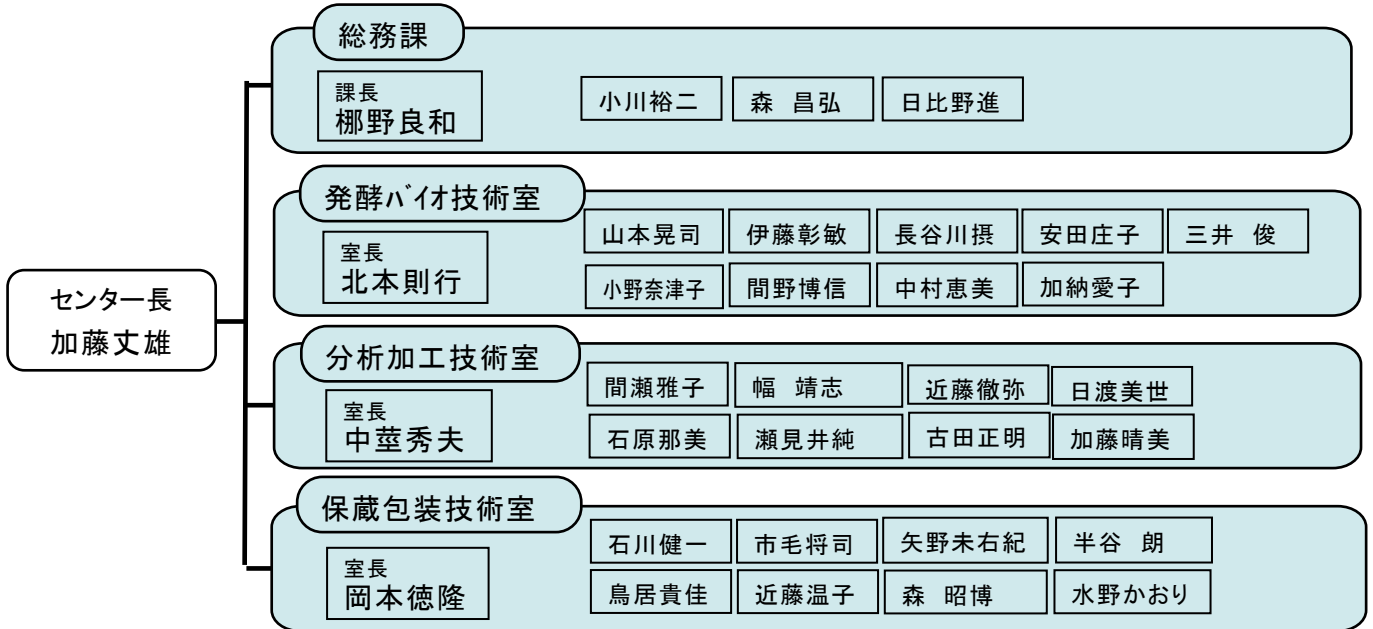 総務課
課長
梛野良和
小川裕二 森 昌弘 日比野進
発酵バイオ技術室
室長
北本則行
山本晃司 伊藤彰敏 長谷川摂 安田庄子 三井 俊
小野奈津子 間野博信 中村恵美 加納愛子
センター長
加藤丈雄
分析加工技術室
室長
中莖秀夫
間瀬雅子 幅 靖志 近藤徹弥 日渡美世
石原那美 瀬見井純 古田正明 加藤晴美
保蔵包装技術室
室長
岡本徳隆
石川健一 市毛将司 矢野未右紀 半谷 朗
鳥居貴佳 近藤温子 森 昭博 水野かおり